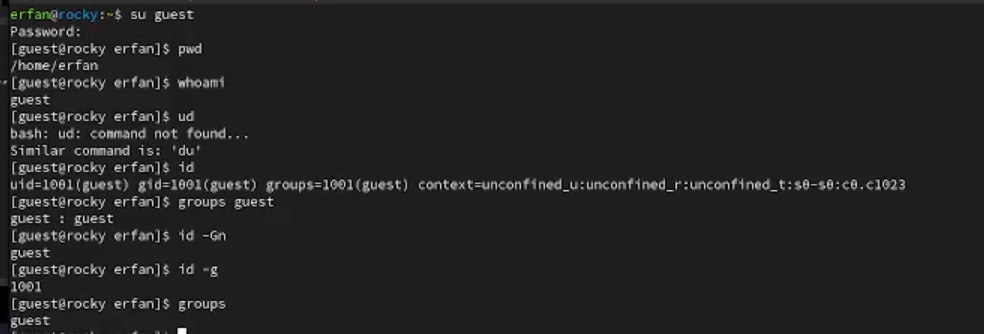 erfan@rocky:~$ su guest
Password:
[guest@rocky erfan]$ pwd
/home/erfan
[guest@rocky erfan]$ whoami
guest
[guest@rocky erfan]$ ud
bash: ud: command not found...
Similar command is: 'du'
[guest@rocky erfan]$ id
uid=1001(guest) gid=1001(guest) groups=1001(guest) context=unconfined_u:unconfined_r:unconfined_t:s0-s0:c0.c1023
[guest@rocky erfan]$ groups guest
guest : guest
[guest@rocky erfan]$ id -Gn
guest
[guest@rocky erfan]$ id -g
1001
[guest@rocky erfan]$ groups
guest